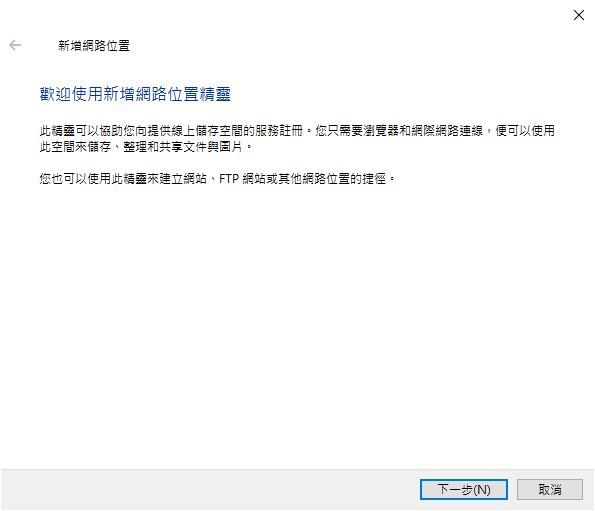 新增網路位置
歡迎使用新增網路位置精靈
此精靈可以協助您向提供線上儲存空間的服務註冊。您只需要瀏覽器和網際網路連線，便可以使用
此空間來儲存、整理和共享文件與圖片。
您也可以使用此精靈來建立網站、FTP 網站或其他網路位置的捷徑。
下一步(N)
取消